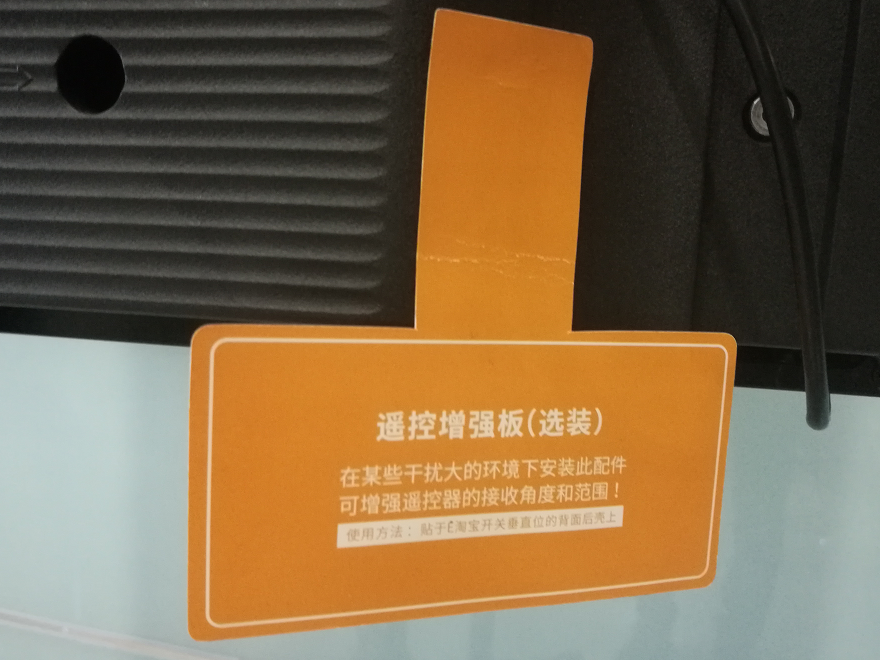 遥控增强板(选装)
在某些干扰大的环境下安装此配件
可增强遥控器的接收角度和范围！
使用方法：贴于E淘宝开关垂直位的背面后壳上